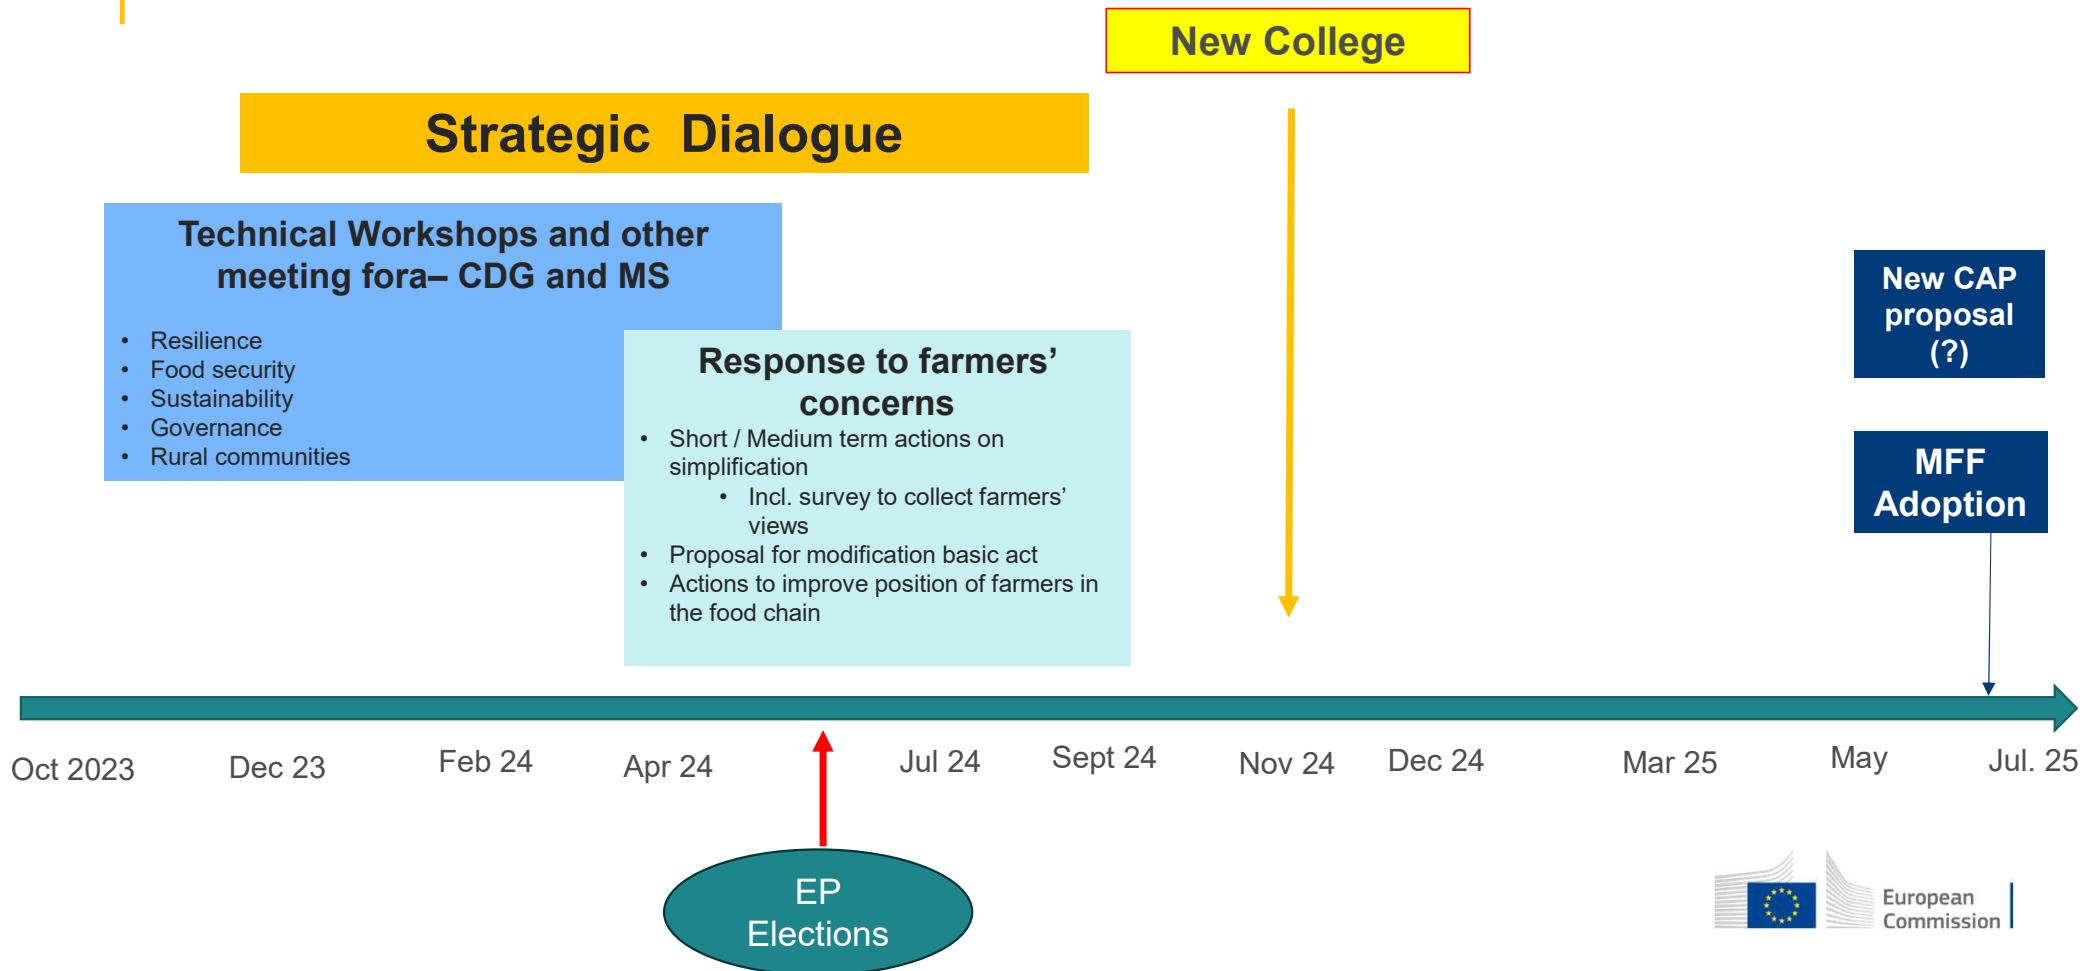 New College
Strategic Dialogue
Technical Workshops and other
meeting fora– CDG and MS
• Resilience
• Food security
• Sustainability
• Governance
• Rural communities
Response to farmers’
concerns
• Short / Medium term actions on
simplification
• Incl. survey to collect farmers’
views
• Proposal for modification basic act
• Actions to improve position of farmers in
the food chain
New CAP
proposal
(?)
MFF
Adoption
Oct 2023
Dec 23
Feb 24
Apr 24
Jul 24
Sept 24
Nov 24
Dec 24
Mar 25
May
Jul. 25
EP
Elections
European
Commission